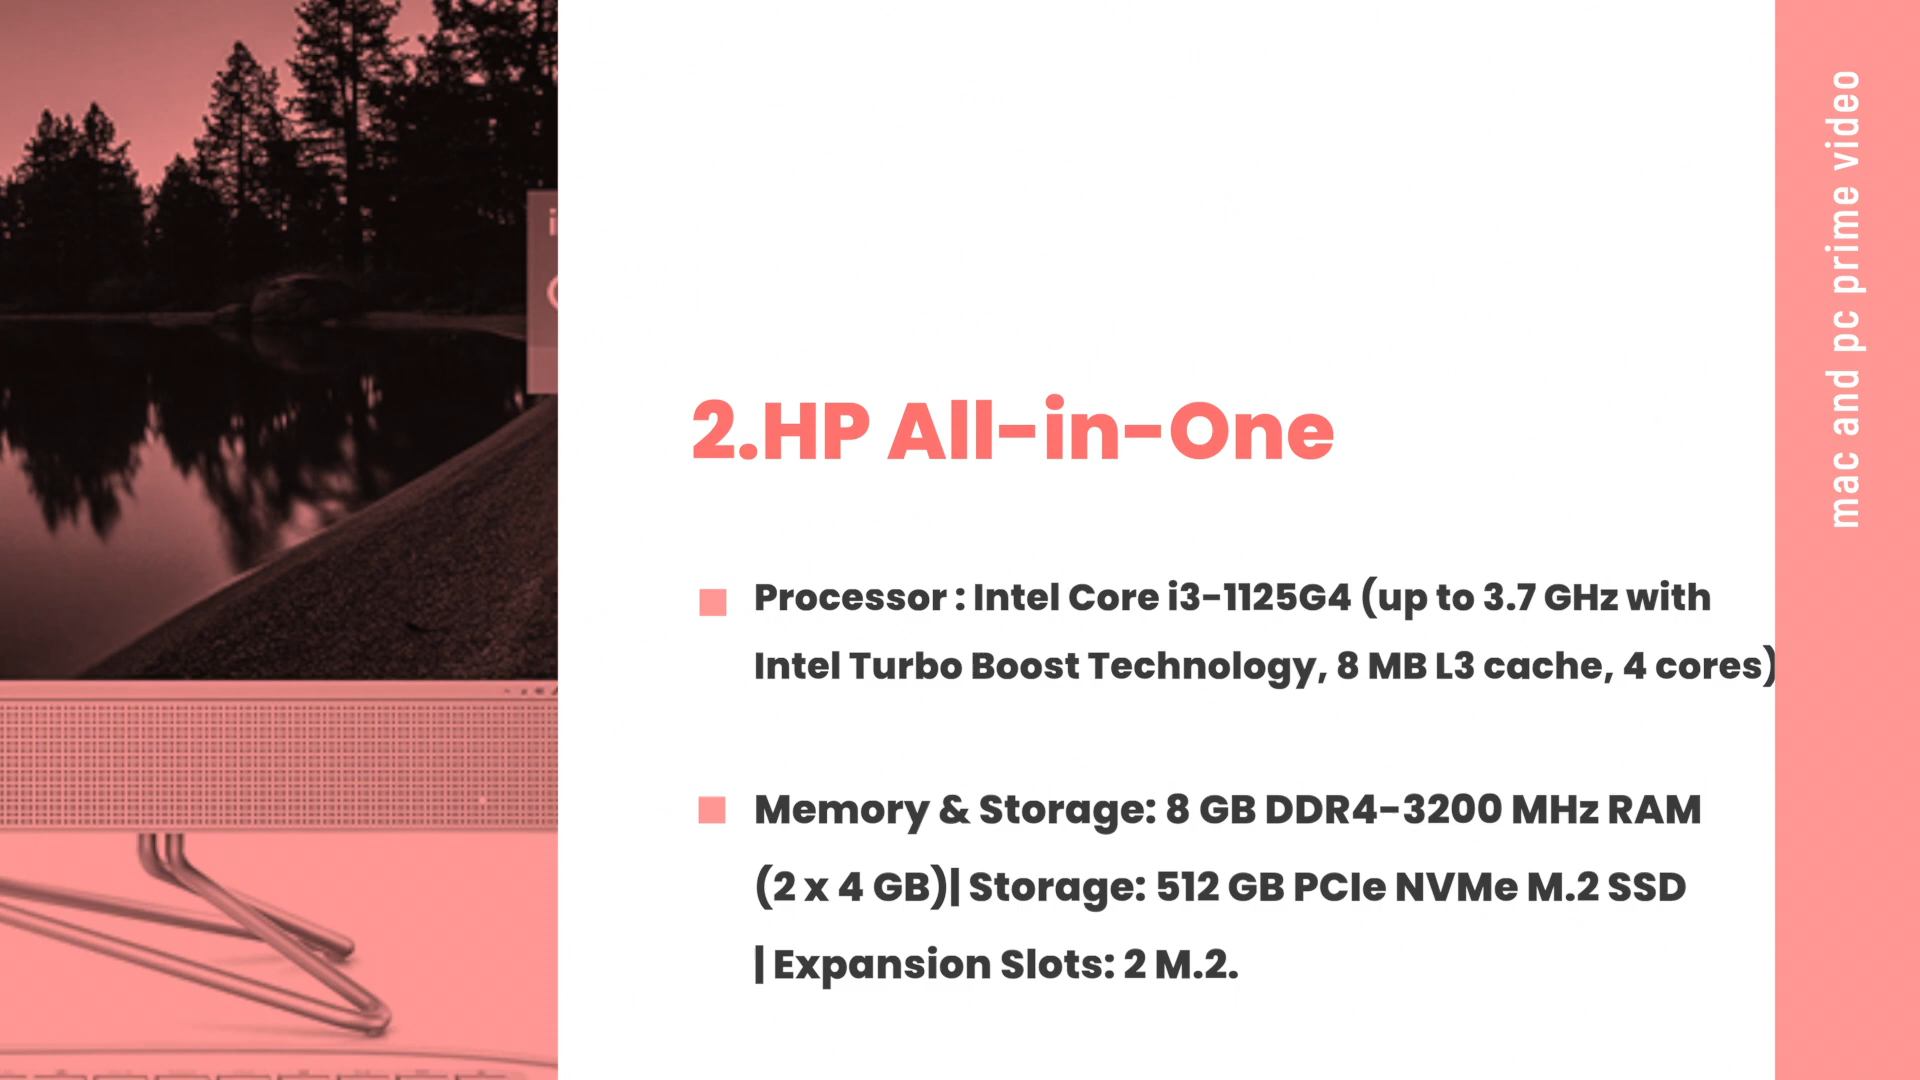 2.HP All-in-One
Processor : Intel Core i3-1125G4 (up to 3.7 GHz with
Intel Turbo Boost Technology, 8 MB L3 cache, 4 cores)
Memory & Storage: 8 GB DDR4-3200 MHz RAM
(2 x 4 GB)| Storage: 512 GB PCIe NVMe M.2 SSD
| Expansion Slots: 2 M.2.
mac and pc prime video